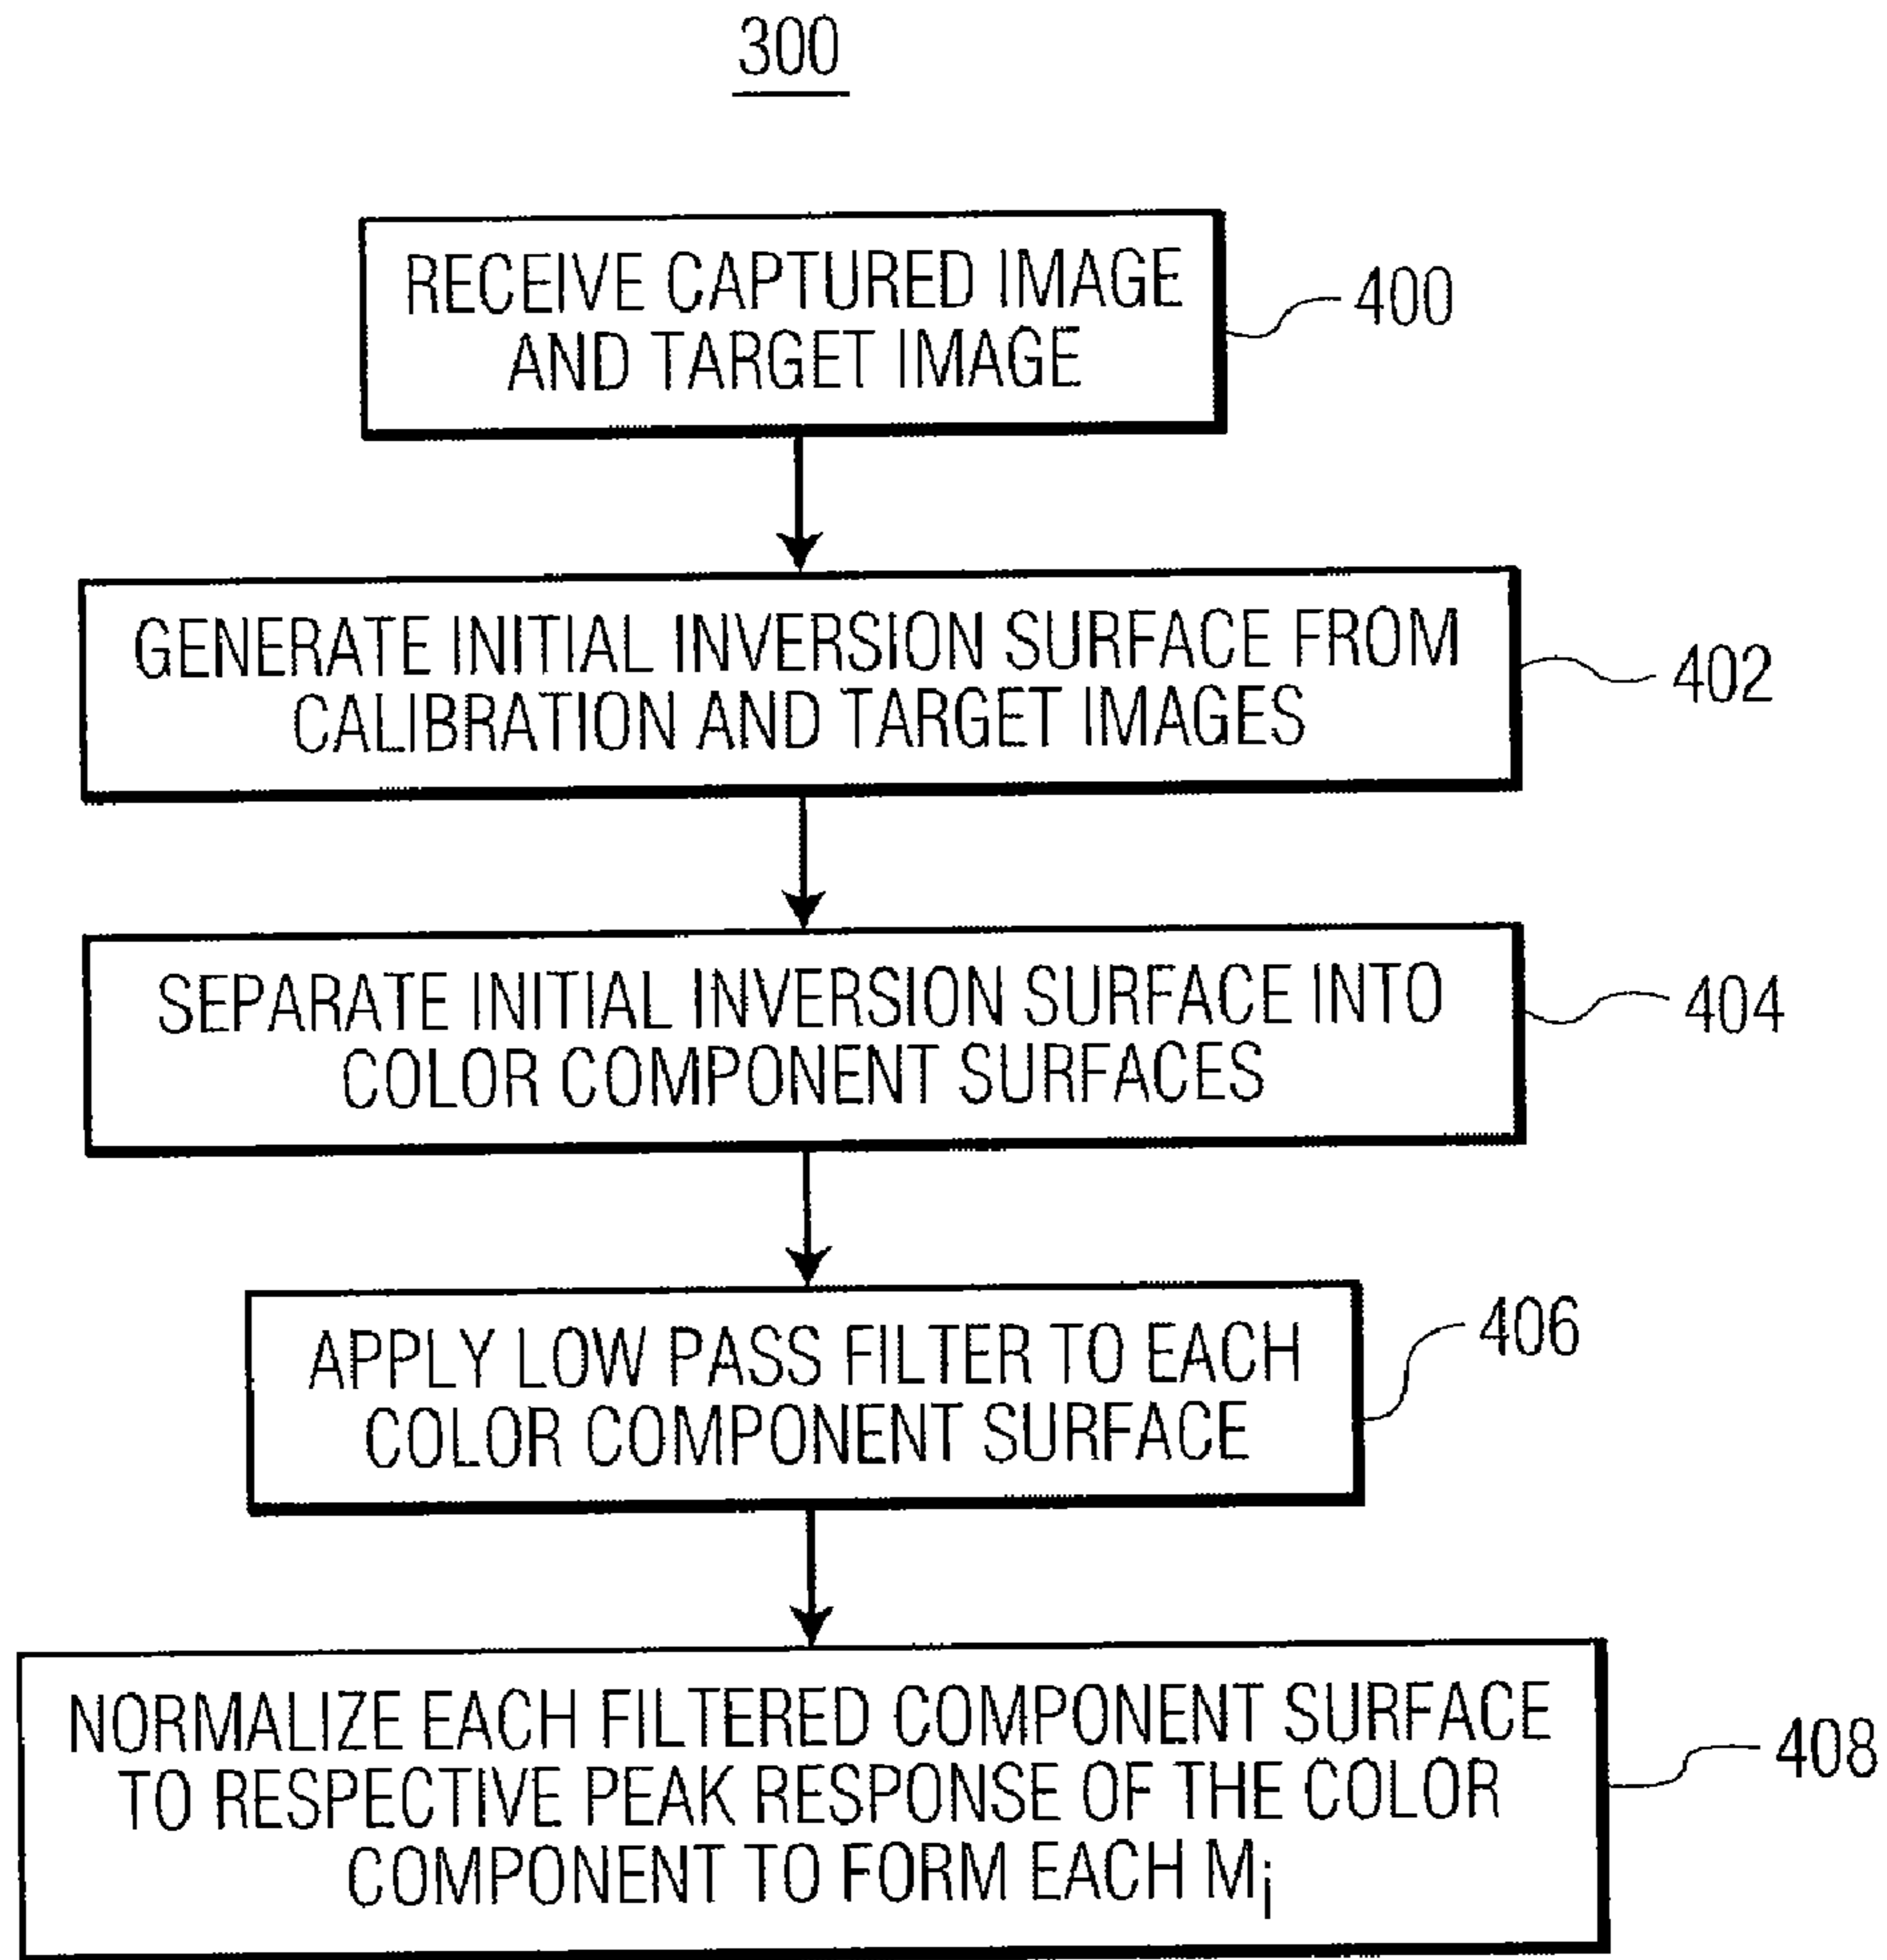 300
RECEIVE CAPTURED IMAGE
AND TARGET IMAGE
400
GENERATE INITIAL INVERSION SURFACE FROM
CALIBRATION AND TARGET IMAGES
402
SEPARATE INITIAL INVERSION SURFACE INTO
COLOR COMPONENT SURFACES
404
APPLY LOW PASS FILTER TO EACH
COLOR COMPONENT SURFACE
406
NORMALIZE EACH FILTERED COMPONENT SURFACE
TO RESPECTIVE PEAK RESPONSE OF THE COLOR
COMPONENT TO FORM EACH Mi
408